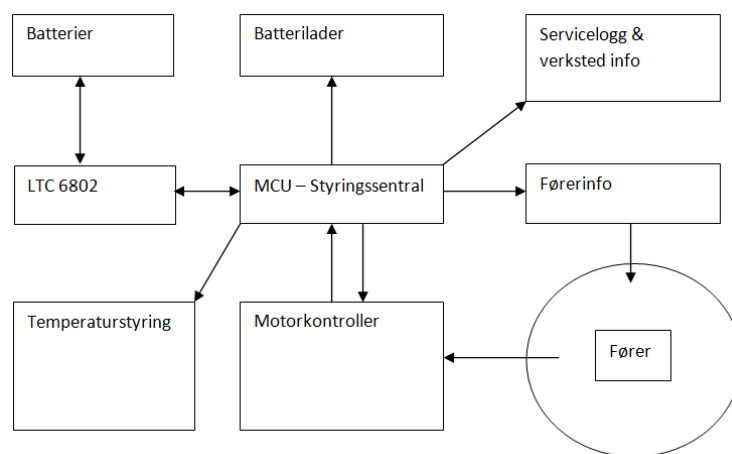 Batterier
Batterilader
Servicelogg &
verksted info
LTC 6802
MCU – Styringssentral
Førerinfo
Temperaturstyring
Motorkontroller
Fører